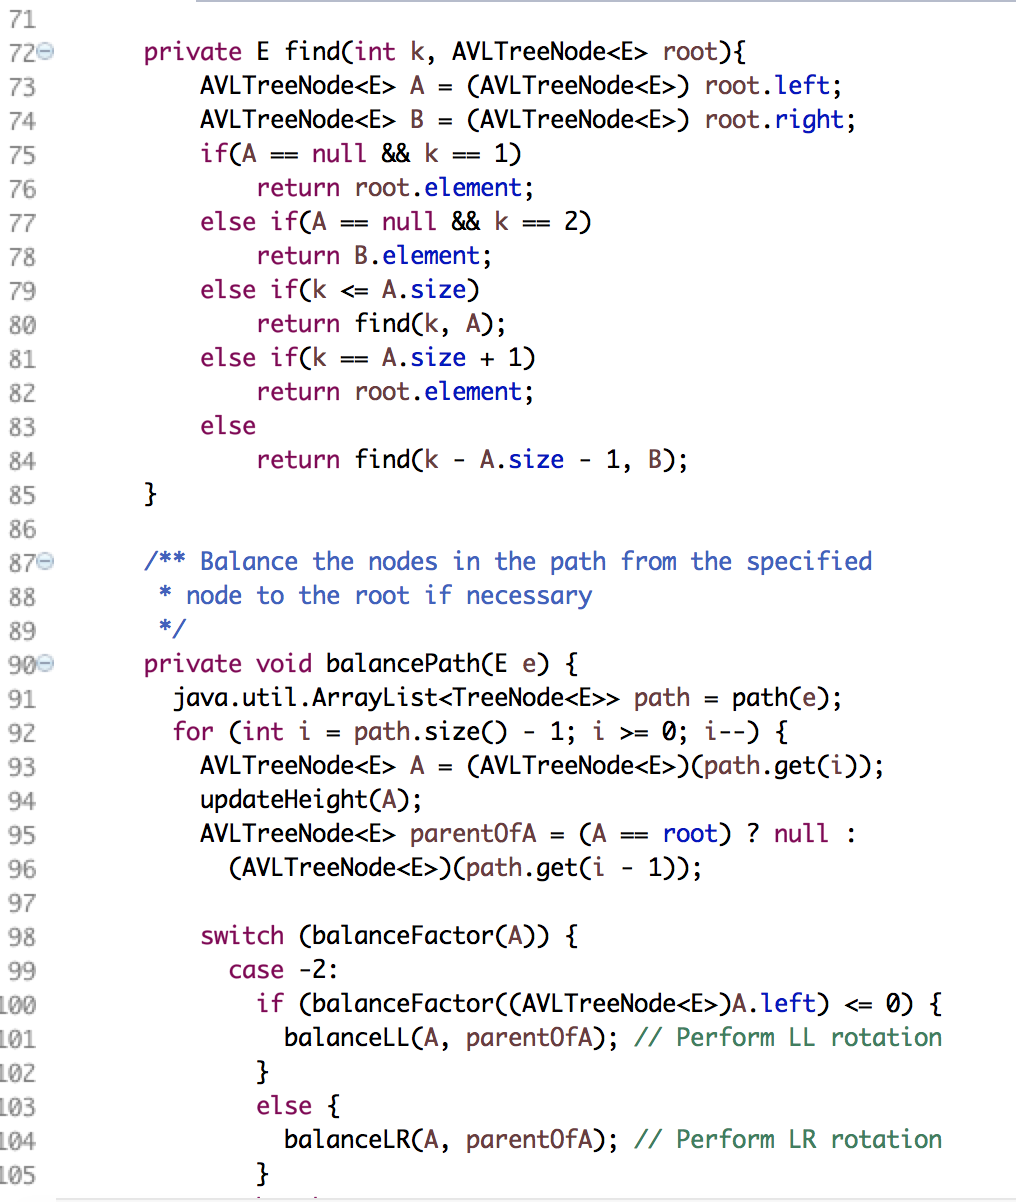 71
72 private E find(int k, AVLTreeNode<E> root){
73 AVLTreeNode<E> A = (AVLTreeNode<E>) root.left;
74 AVLTreeNode<E> B = (AVLTreeNode<E>) root.right;
75 if(A == null && k == 1)
76 return root.element;
77 else if(A == null && k == 2)
78 return B.element;
79 else if(k <= A.size)
80 return find(k, A);
81 else if(k == A.size + 1)
82 return root.element;
83 else
84 return find(k - A.size - 1, B);
85 }
86
87 /** Balance the nodes in the path from the specified
88 * node to the root if necessary
89 */
90 private void balancePath(E e) {
91 java.util.ArrayList<TreeNode<E>> path = path(e);
92 for (int i = path.size() - 1; i >= 0; i--) {
93 AVLTreeNode<E> A = (AVLTreeNode<E>)(path.get(i));
94 updateHeight(A);
95 AVLTreeNode<E> parentOfA = (A == root) ? null :
96 (AVLTreeNode<E>)(path.get(i - 1));
97
98 switch (balanceFactor(A)) {
99 case -2:
100 if (balanceFactor((AVLTreeNode<E>)A.left) <= 0) {
101 balanceLL(A, parentOfA); // Perform LL rotation
102 }
103 else {
104 balanceLR(A, parentOfA); // Perform LR rotation
105 }